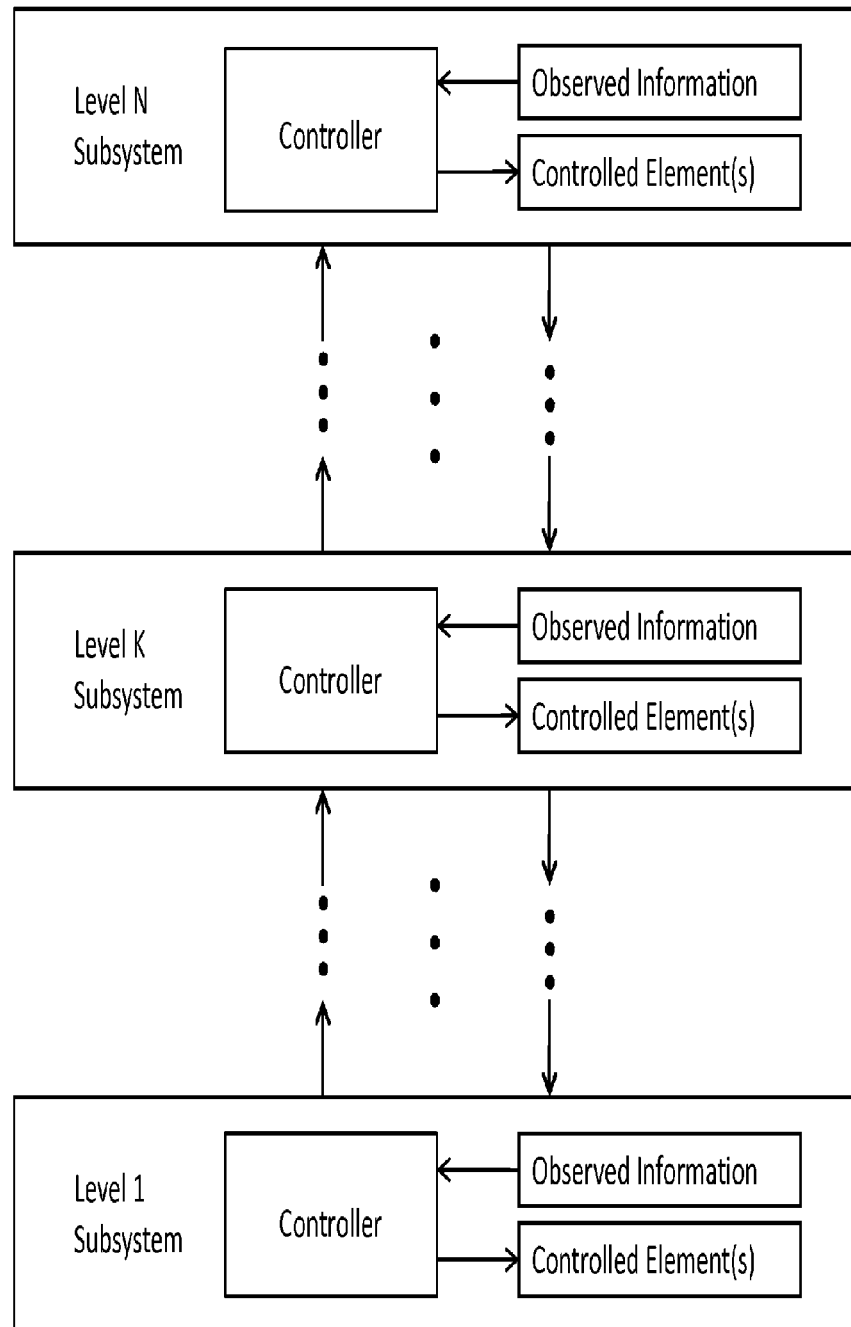 Level N
Subsystem
Controller
Observed Information
Controlled Element(s)
Level K
Subsystem
Controller
Observed Information
Controlled Element(s)
Level 1
Subsystem
Controller
Observed Information
Controlled Element(s)